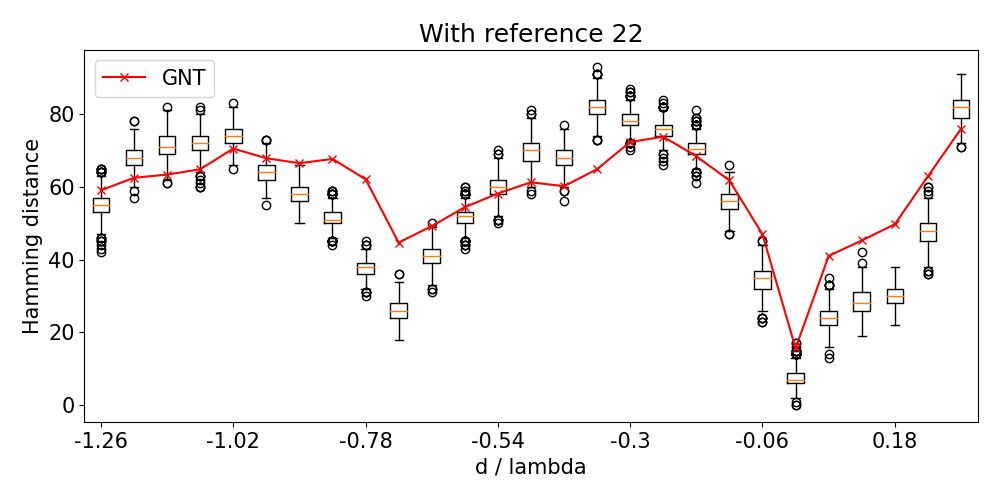 With reference 22
GNT
Hamming distance
80
60
40
20
0
-1.26 -1.02 -0.78 -0.54 -0.3 -0.06 0.18
d / lambda